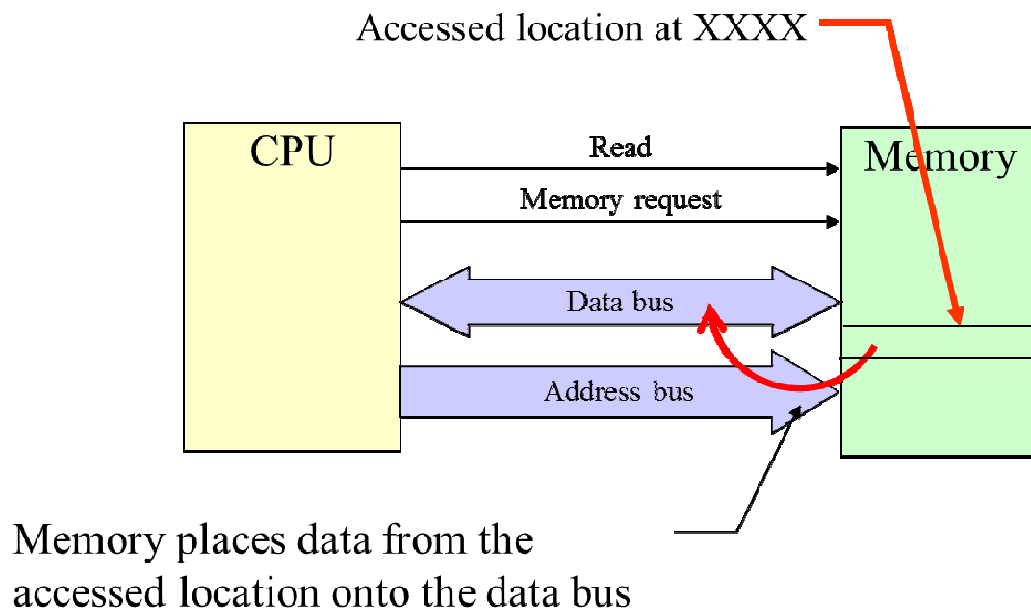 Accessed location at XXXX
CPU
Memory
Read
Memory request
Data bus
Address bus
Memory places data from the
accessed location onto the data bus